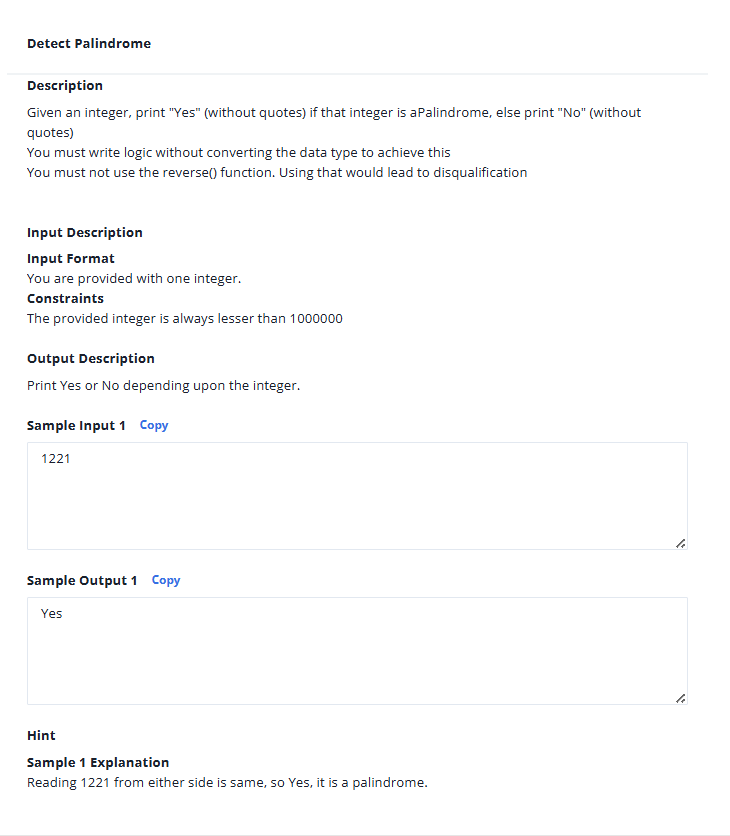 Detect Palindrome
Description
Given an integer, print "Yes" (without quotes) if that integer is aPalindrome, else print "No" (without
quotes)
You must write logic without converting the data type to achieve this
You must not use the reverse() function. Using that would lead to disqualification
Input Description
Input Format
You are provided with one integer.
Constraints
The provided integer is always lesser than 1000000
Output Description
Print Yes or No depending upon the integer.
Sample Input 1 Copy
1221
Sample Output 1 Copy
Yes
Hint
Sample 1 Explanation
Reading 1221 from either side is same, so Yes, it is a palindrome.